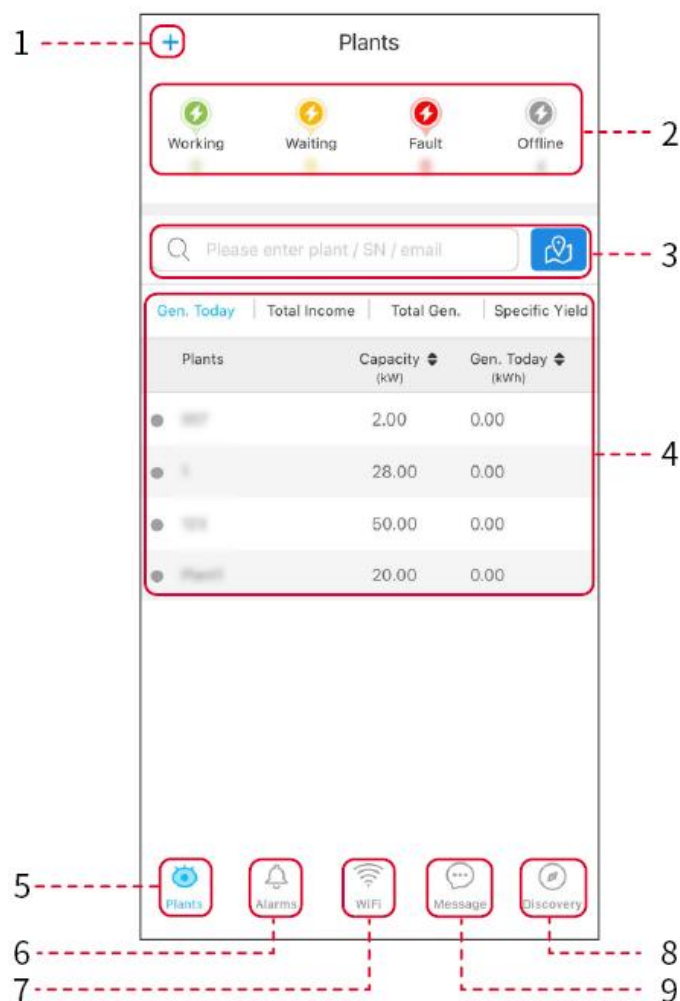 1
Plants
Working Waiting Fault Offline
2
Please enter plant / SN / email
3
Gen. Today Total Income Total Gen. Specific Yield
Plants Capacity Gen. Today
(kW) (kWh)
2.00 0.00
4
28.00 0.00
50.00 0.00
20.00 0.00
5
Plants Alarms WiFi Message Discovery
6 8
7 9